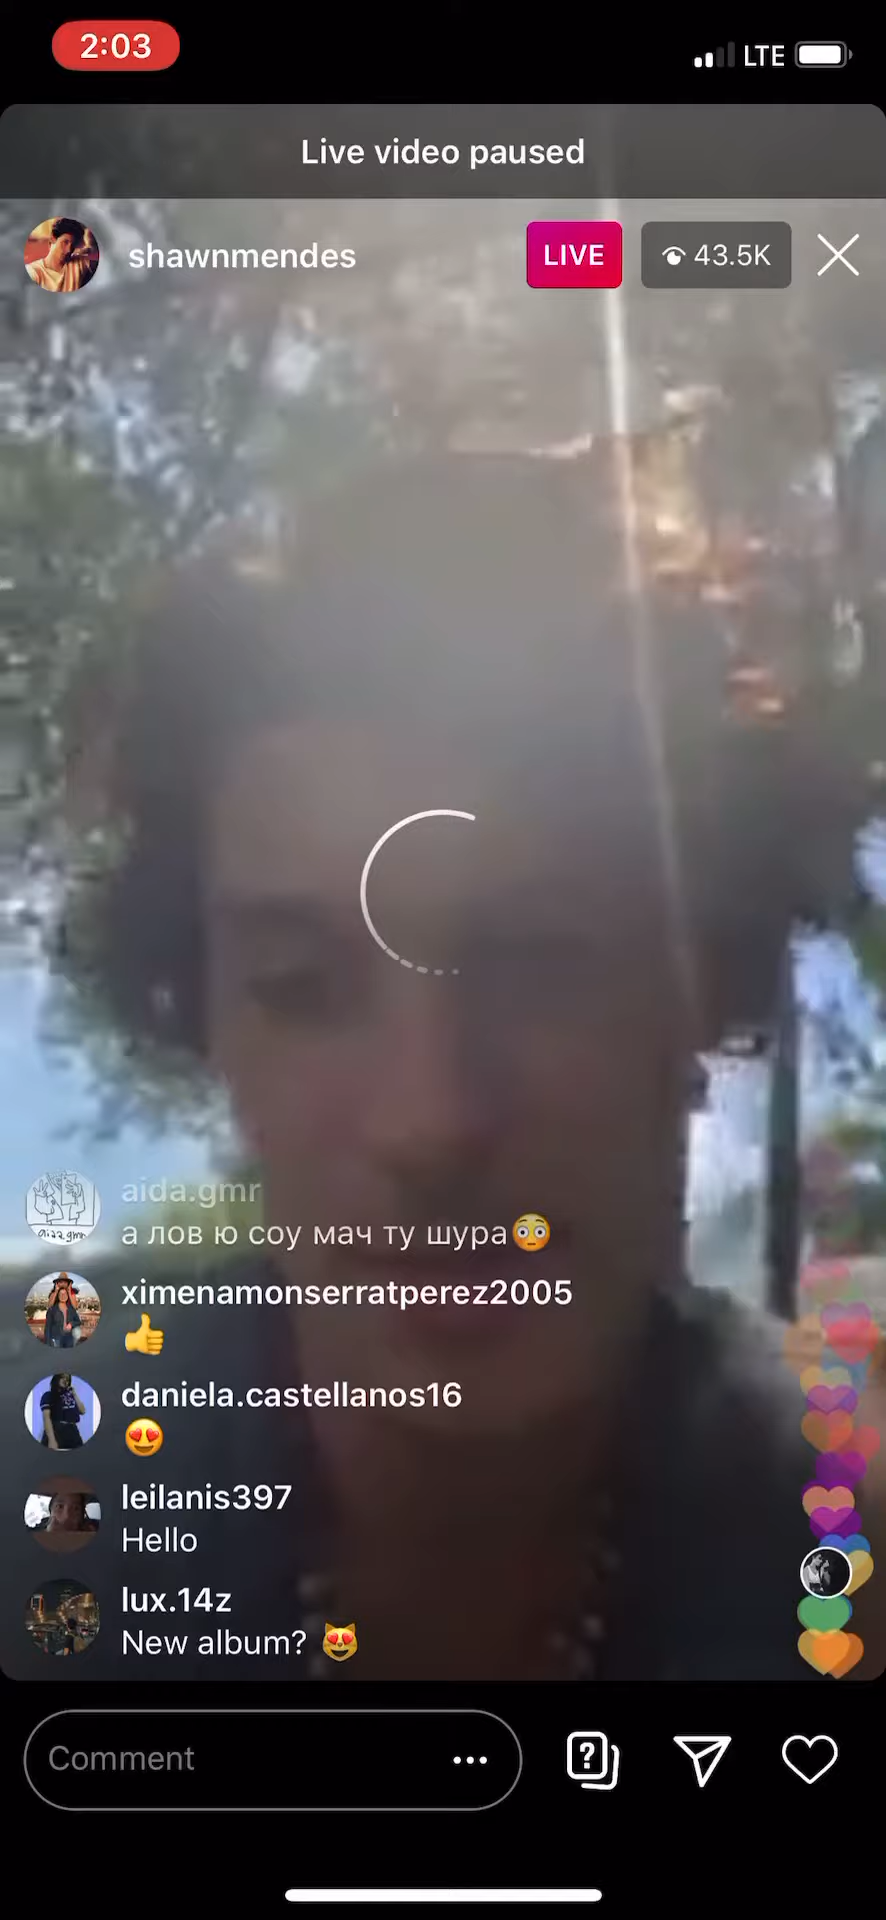 2:03
LTE
Live video paused
shawnmendes
LIVE
43.5K
aida.gmr
а лов ю соу мач ту шура😳
ximenamonserratperez2005
👍
daniela.castellanos16
😍
leilanis397
Hello
lux.14z
New album? 😻
Comment